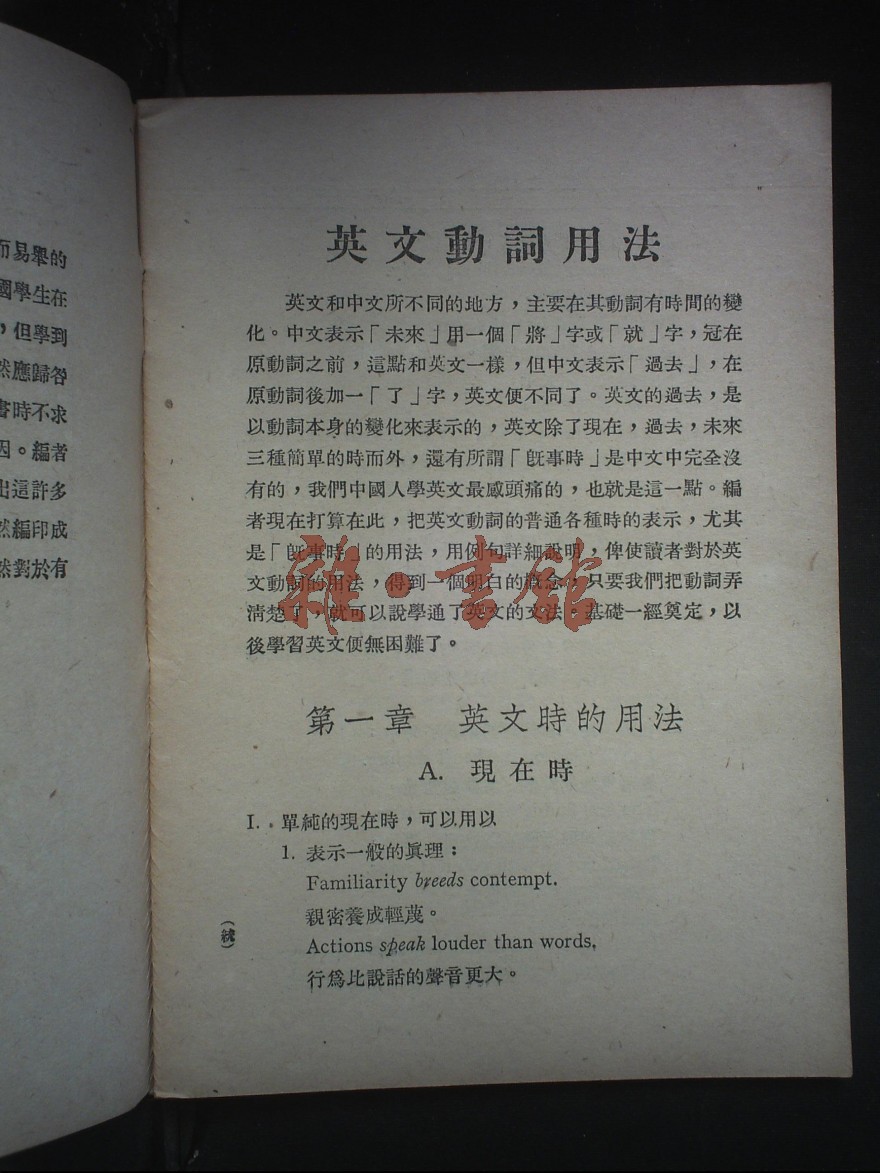 而易舉的
國學生在
，但學到
然應歸咎
書時不求
因。編者
出這許多
然編印成
然對於有
英文動詞用法
英文和中文所不同的地方，主要在其動詞有時間的變
化。中文表示「未來」用一個「將」字或「就」字，冠在
原動詞之前，這點和英文一樣，但中文表示「過去」，在
原動詞後加一「了」字，英文便不同了。英文的過去，是
以動詞本身的變化來表示的，英文除了現在，過去，未來
三種簡單的時而外，還有所謂「旣事時」是中文中完全沒
有的，我們中國人學英文最感頭痛的，也就是這一點。編
者現在打算在此，把英文動詞的普通各種時的表示，尤其
是「旣事時」的用法，用例句詳細說明，俾使讀者對於英
文動詞的用法，得到一個明白的概念，只要我們把動詞弄
淸楚了，就可以說學通了英文的文法。基礎一經奠定，以
後學習英文便無困難了。
雜·書館
第一章 英文時的用法
A. 現在時
I. 單純的現在時，可以用以
1. 表示一般的眞理：
Familiarity breeds contempt.
親密養成輕蔑。
Actions speak louder than words.
行爲比說話的聲音更大。
(統)